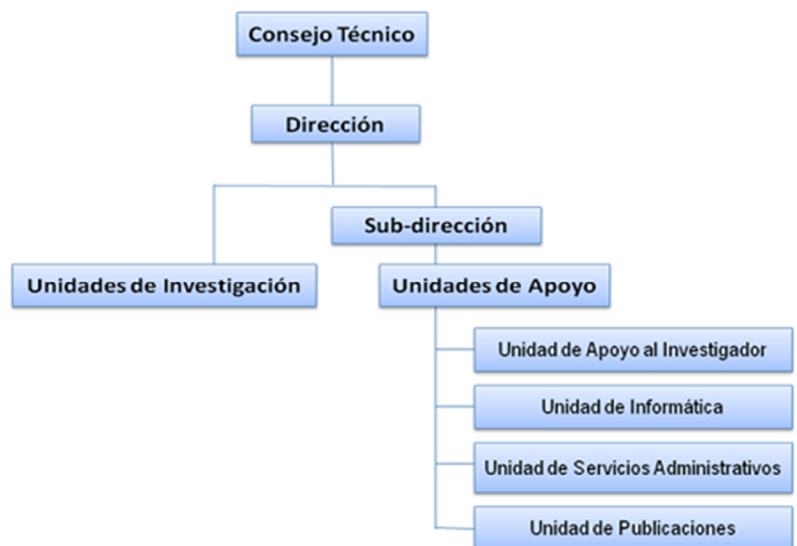 Consejo Técnico
Dirección
Sub-dirección
Unidades de Investigación
Unidades de Apoyo
Unidad de Apoyo al Investigador
Unidad de Informática
Unidad de Servicios Administrativos
Unidad de Publicaciones